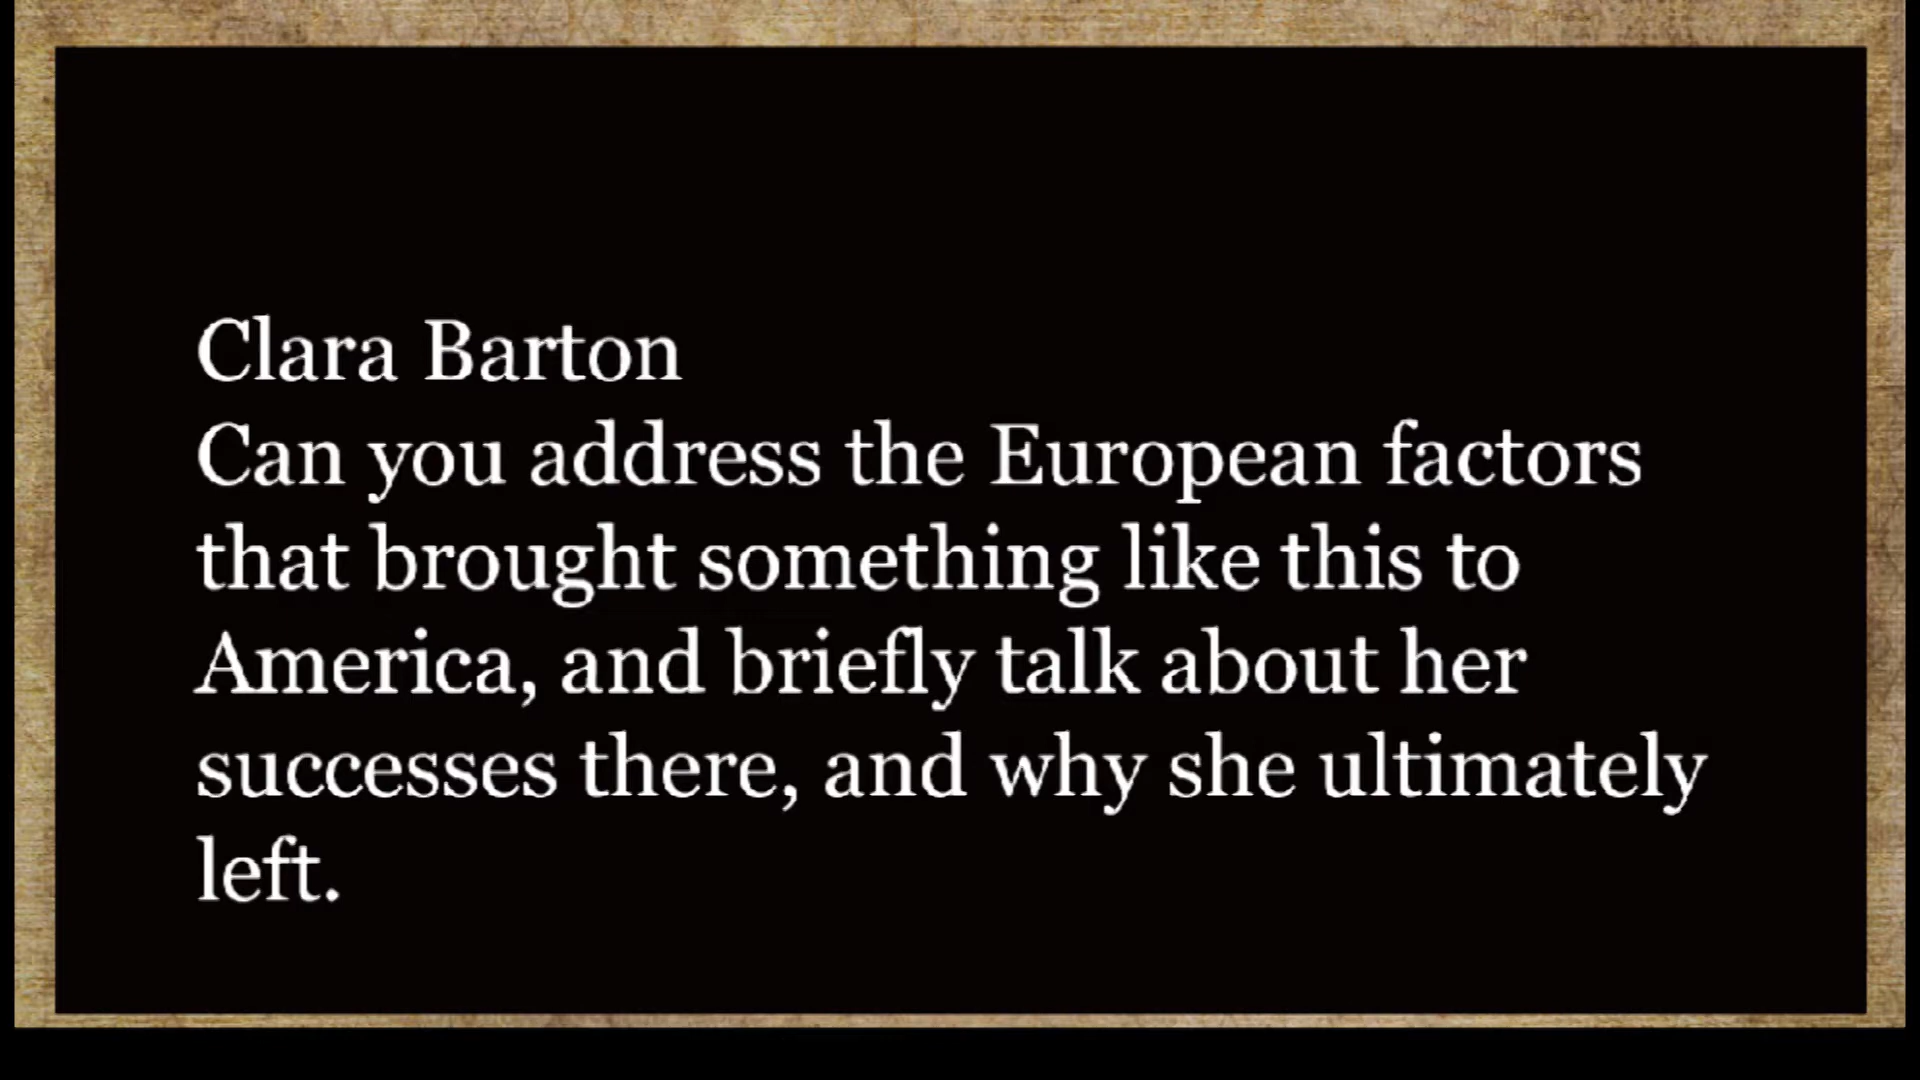 Clara Barton
Can you address the European factors
that brought something like this to
America, and briefly talk about her
successes there, and why she ultimately
left.